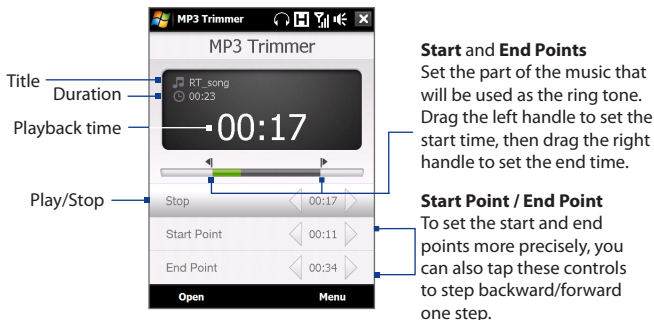 MP3 Trimmer
MP3 Trimmer
Title
RT_song
Duration
00:23
Playback time
00:17
Play/Stop
Stop
00:17
Start Point
00:11
End Point
00:34
Open
Menu
Start and End Points
Set the part of the music that
will be used as the ring tone.
Drag the left handle to set the
start time, then drag the right
handle to set the end time.
Start Point / End Point
To set the start and end
points more precisely, you
can also tap these controls
to step backward/forward
one step.